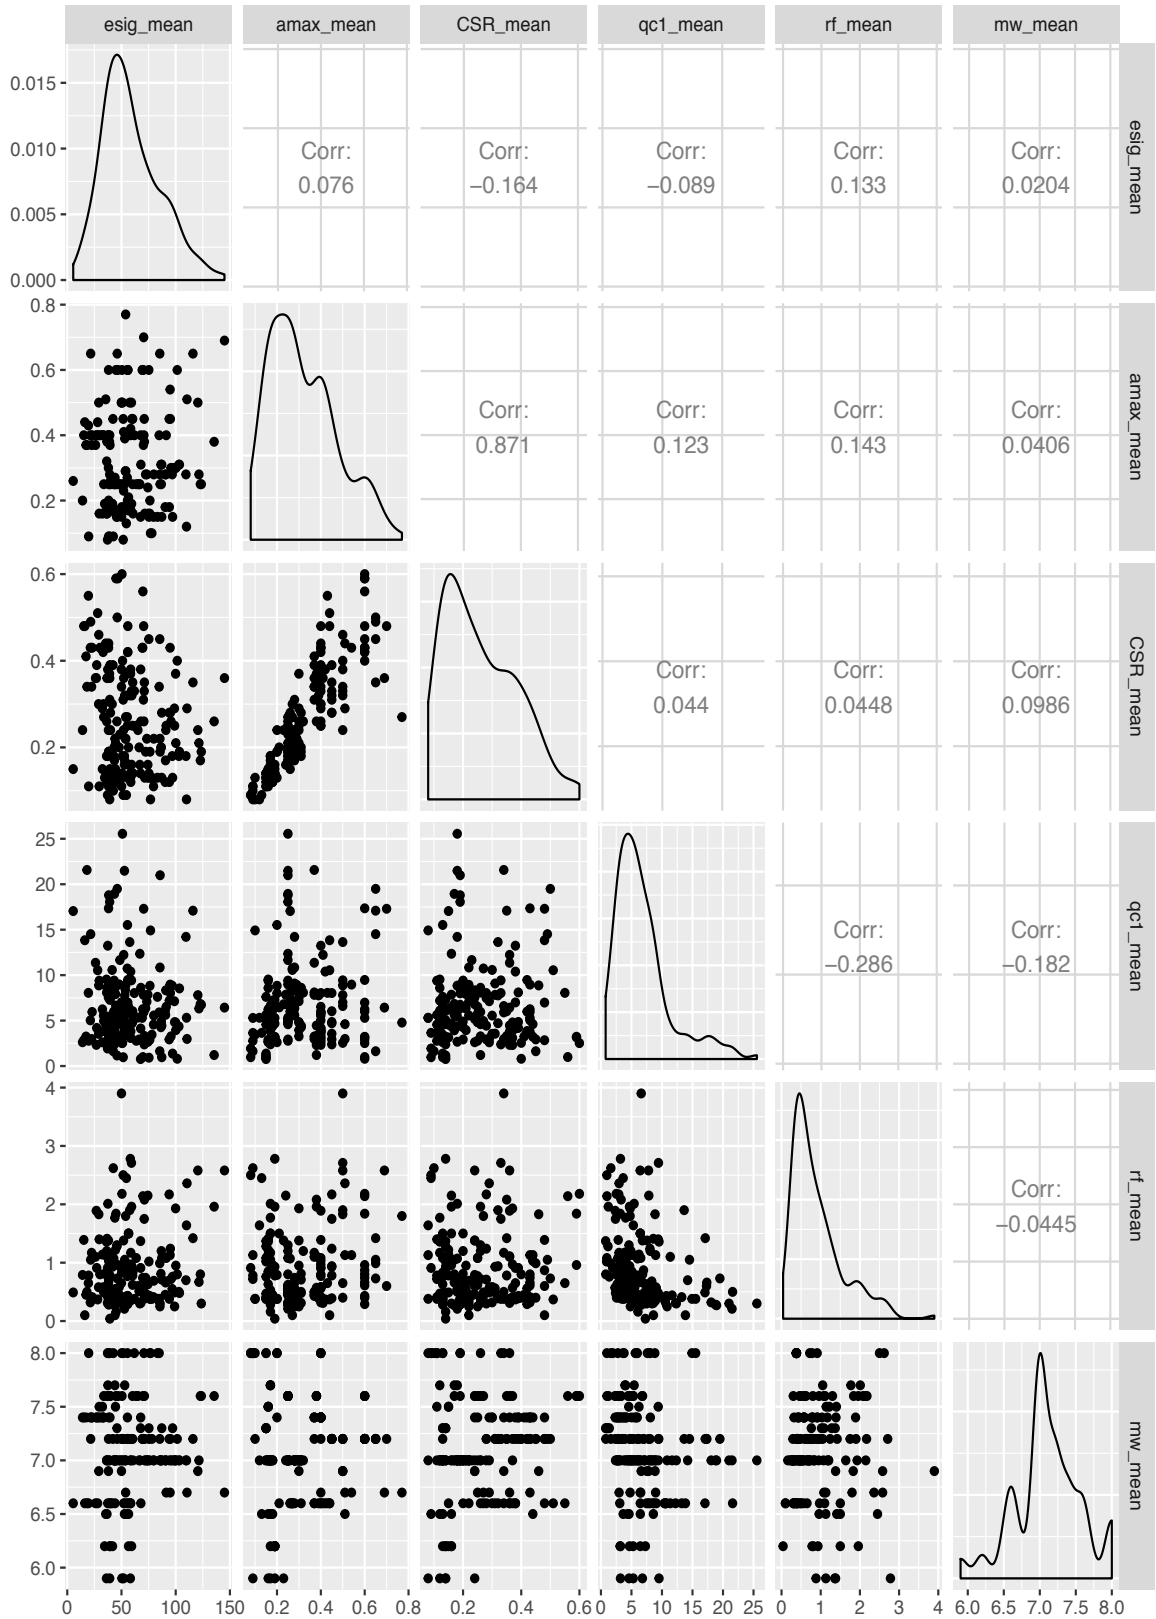 esig_mean amax_mean CSR_mean qc1_mean rf_mean mw_mean
0.015
0.010
0.005
0.000
Corr: Corr: Corr: Corr: Corr:
0.076 −0.164 −0.089 0.133 0.0204
esig_mean
0.8
0.6
0.4
0.2
Corr: Corr: Corr: Corr:
0.871 0.123 0.143 0.0406
amax_mean
0.6
0.4
0.2
Corr: Corr: Corr:
0.044 0.0448 0.0986
CSR_mean
25
20
15
10
5
0
Corr: Corr:
−0.286 −0.182
qc1_mean
4
3
2
1
0
Corr:
−0.0445
rf_mean
8.0
7.5
7.0
6.5
6.0
mw_mean
0 50 100 150 0.2 0.4 0.6 0.8 0.2 0.4 0.6 0 5 10 15 20 25 0 1 2 3 4 6.0 6.5 7.0 7.5 8.0